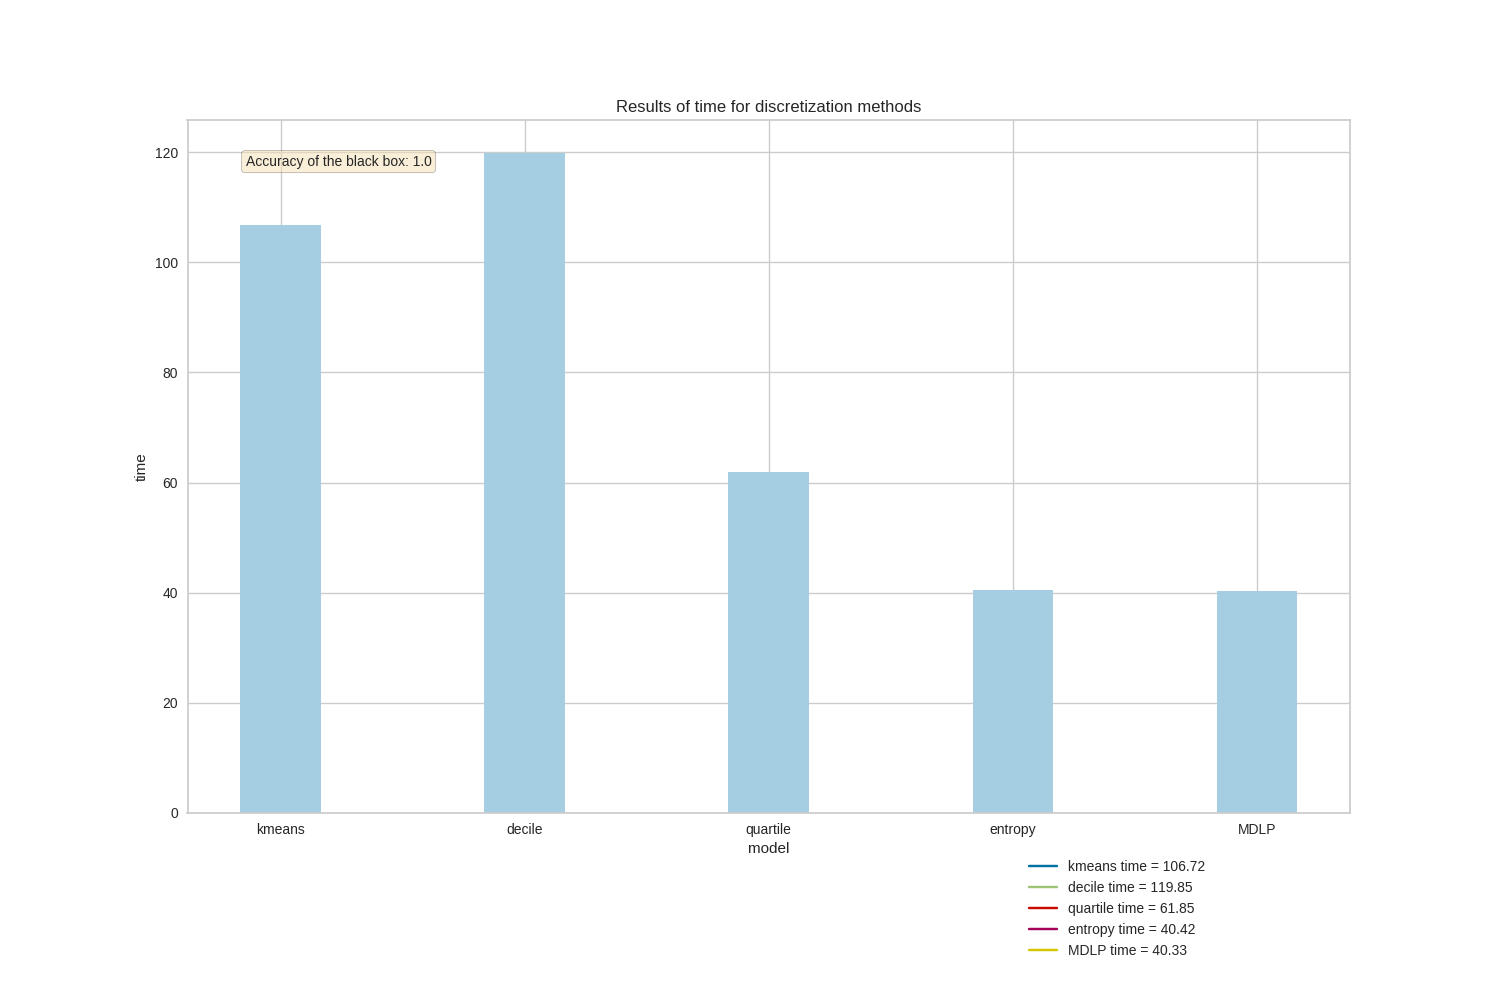 Results of time for discretization methods
Accuracy of the black box: 1.0
120
100
80
60
40
20
0
time
kmeans decile quartile entropy MDLP
model
kmeans time = 106.72
decile time = 119.85
quartile time = 61.85
entropy time = 40.42
MDLP time = 40.33